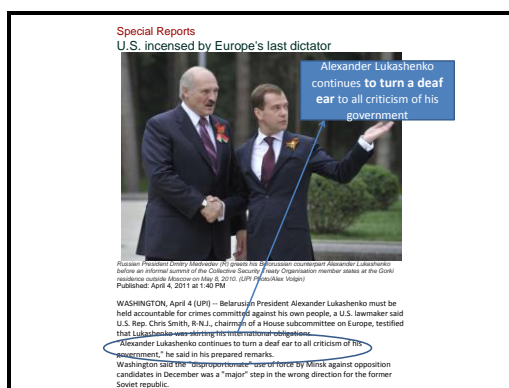 Special Reports
U.S. incensed by Europe's last dictator
Alexander Lukashenko
continues to turn a deaf
ear to all criticism of his
government
Russian President Dmitry Medvedev (R) greets his Belorussian counterpart Alexander Lukashenko
before an informal summit of the Collective Security Treaty Organisation member states at the Gorki
residence outside Moscow on May 8, 2010. (UPI Photo/Alex Volgin)
Published: April 4, 2011 at 1:40 PM
WASHINGTON, April 4 (UPI) -- Belarusian President Alexander Lukashenko must be
held accountable for crimes committed against his own people, a U.S. lawmaker said
U.S. Rep. Chris Smith, R-N.J., chairman of a House subcommittee on Europe, testified
that Lukashenko was skirting his international obligations.
"Alexander Lukashenko continues to turn a deaf ear to all criticism of his
government," he said in his prepared remarks.
Washington said the "disproportionate" use of force by Minsk against opposition
candidates in December was a "major" step in the wrong direction for the former
Soviet republic.